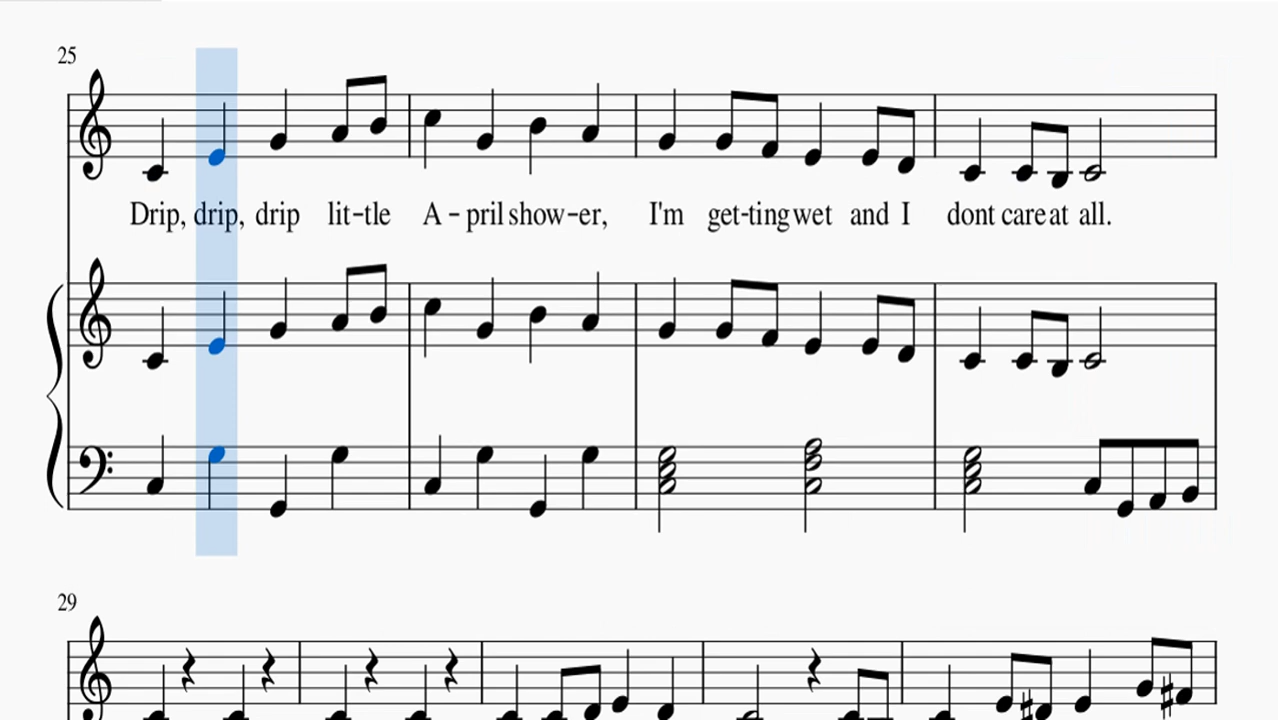 25
Drip, drip, drip lit-tle A-pril show-er, I'm get-ting wet and I dont care at all.
29